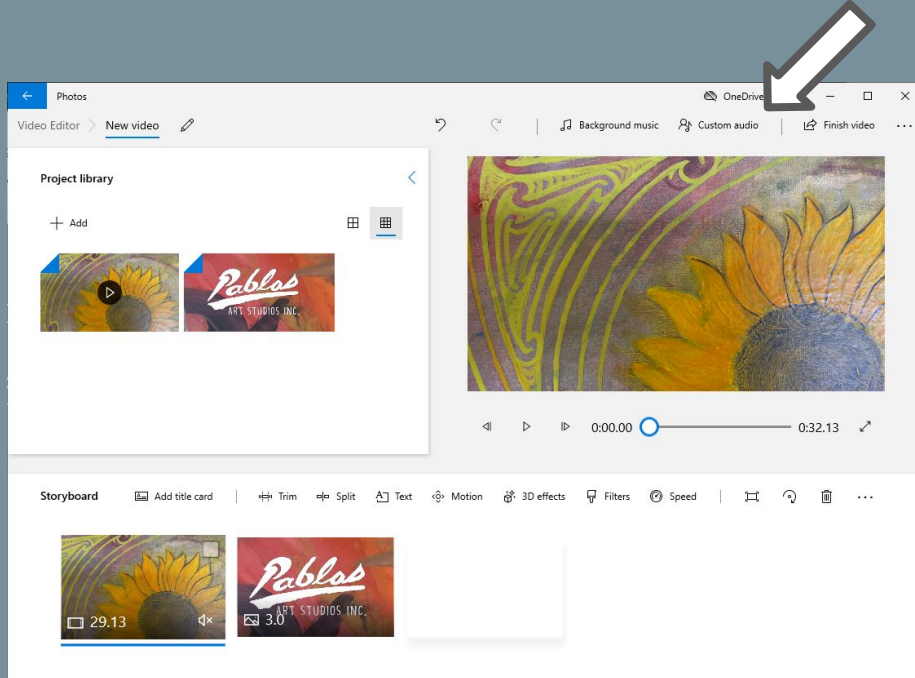 Photos
OneDrive
Video Editor > New video
Background music
Custom audio
Finish video
Project library
+ Add
Pablos
ART STUDIOS INC.
0:00.00
0:32.13
Storyboard
Add title card
Trim
Split
Text
Motion
3D effects
Filters
Speed
29.13
Pablos
ART STUDIOS INC.
3.0